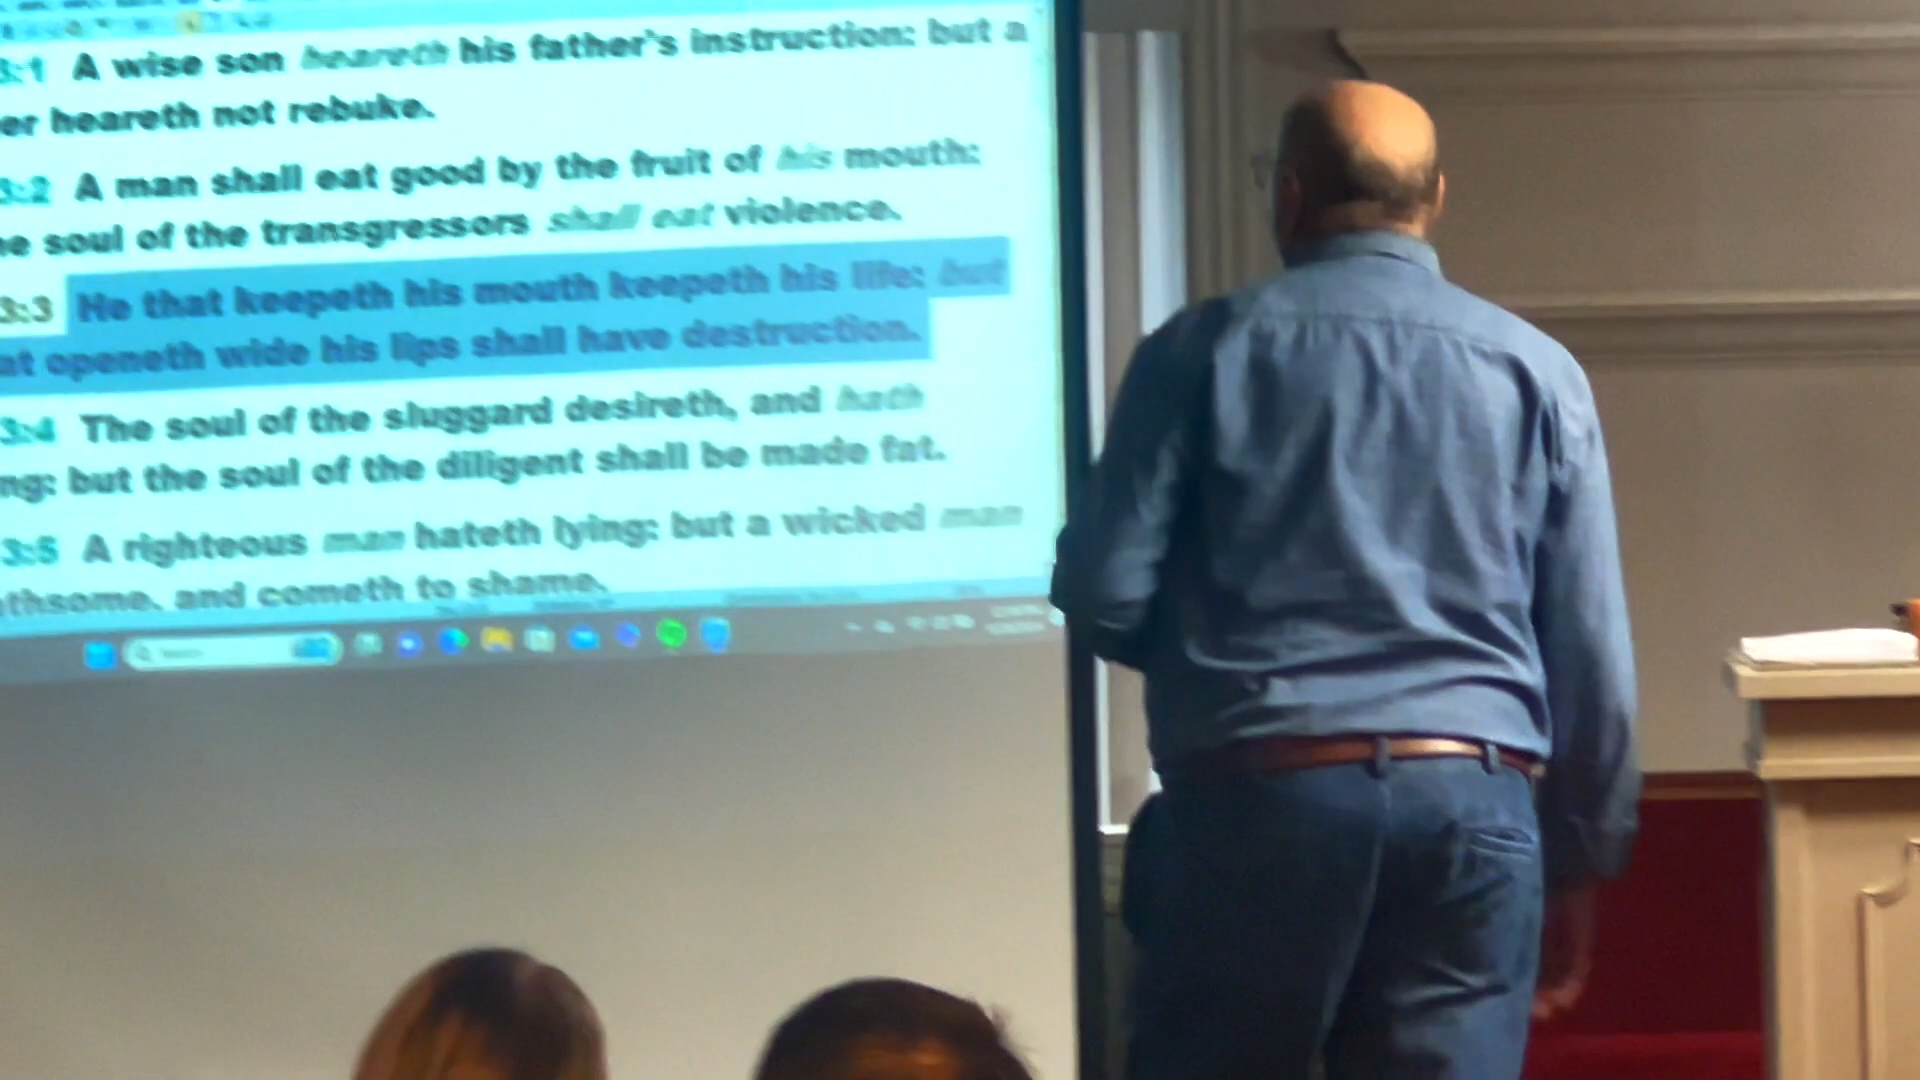 3:1 A wise son heareth his father's instruction: but a
er heareth not rebuke.
3:2 A man shall eat good by the fruit of his mouth:
he soul of the transgressors shall eat violence.
3:3 He that keepeth his mouth keepeth his life: but
at openeth wide his lips shall have destruction.
3:4 The soul of the sluggard desireth, and hath
ng: but the soul of the diligent shall be made fat.
3:5 A righteous man hateth lying: but a wicked man
thsome, and cometh to shame.